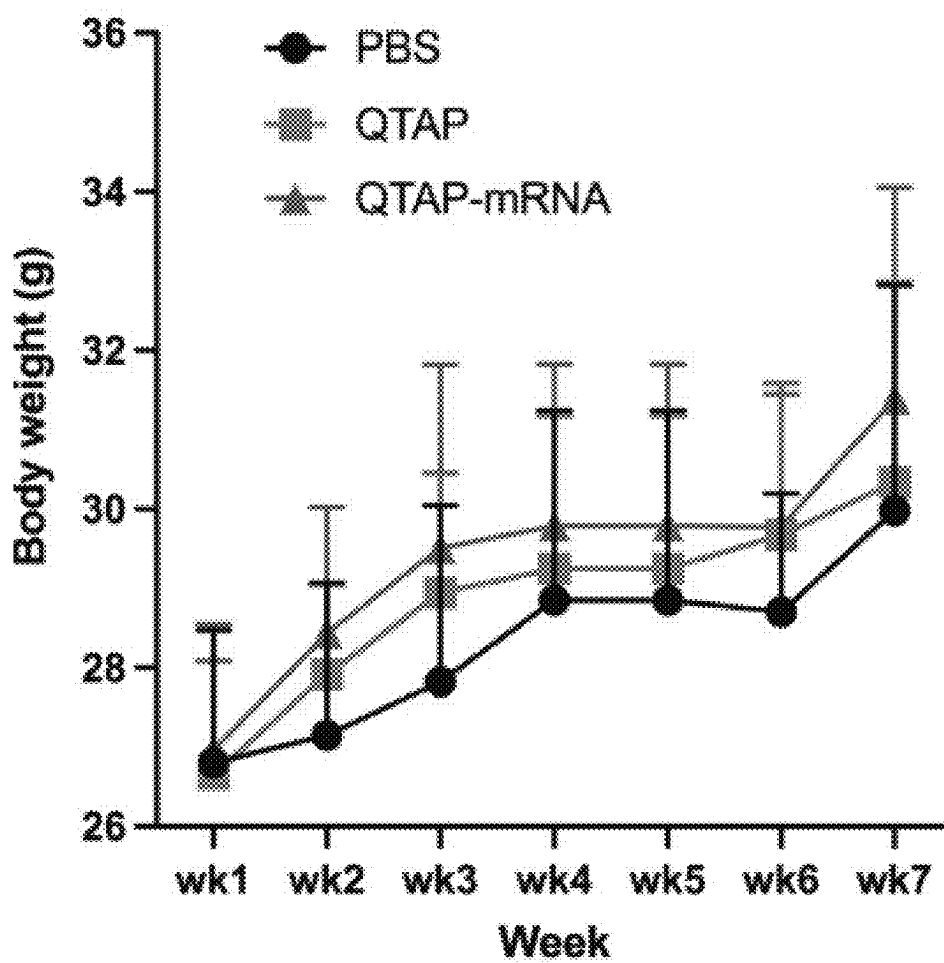 36
34
32
30
28
26
Body weight (g)
PBS
QTAP
QTAP-mRNA
wk1 wk2 wk3 wk4 wk5 wk6 wk7
Week